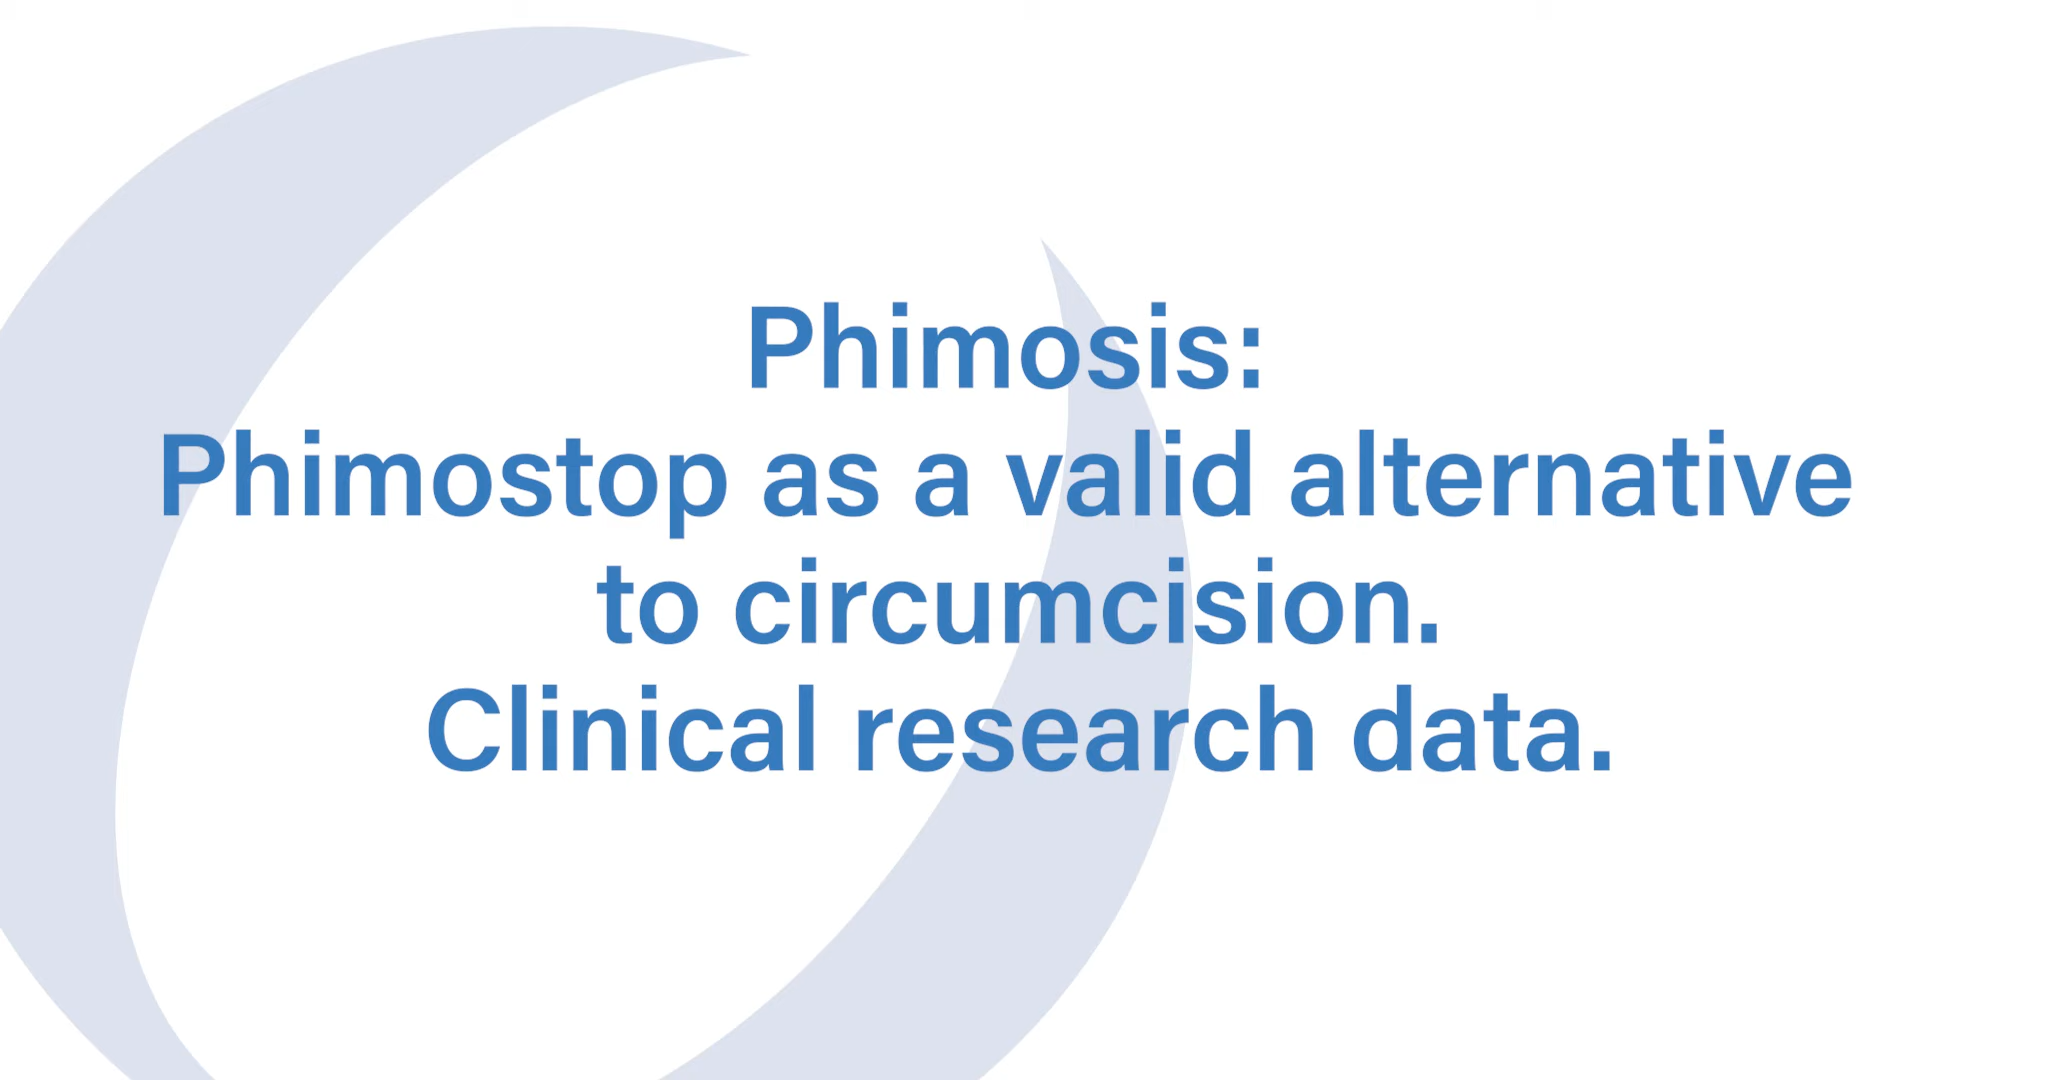 Phimosis:
Phimostop as a valid alternative
to circumcision.
Clinical research data.